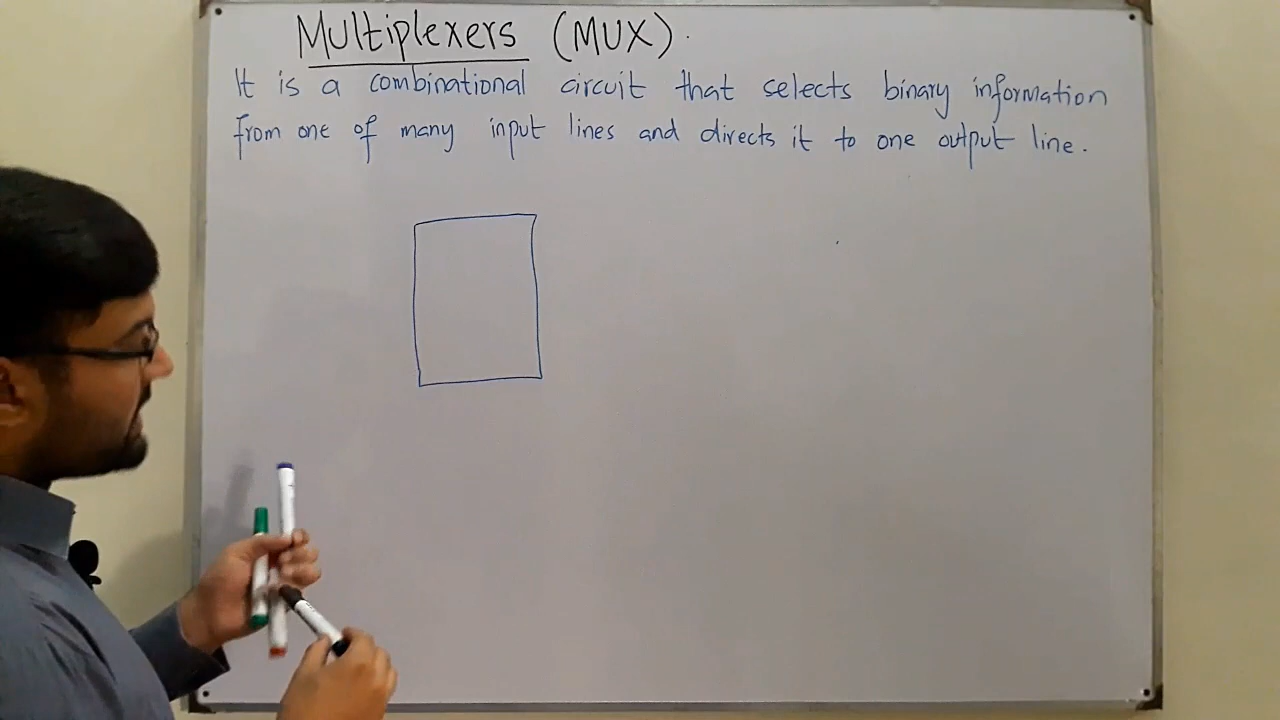 Multiplexers (MUX).
It is a combinational circuit that selects binary information
from one of many input lines and directs it to one output line.